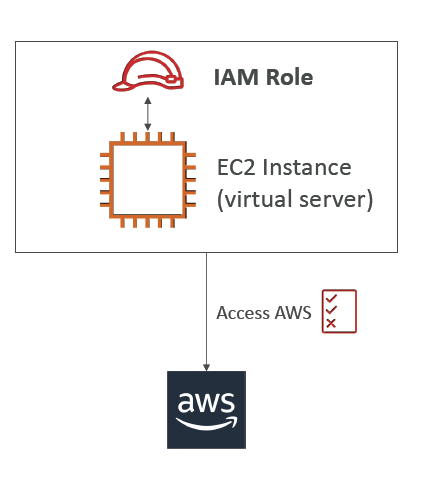 IAM Role
EC2 Instance
(virtual server)
Access AWS
aws